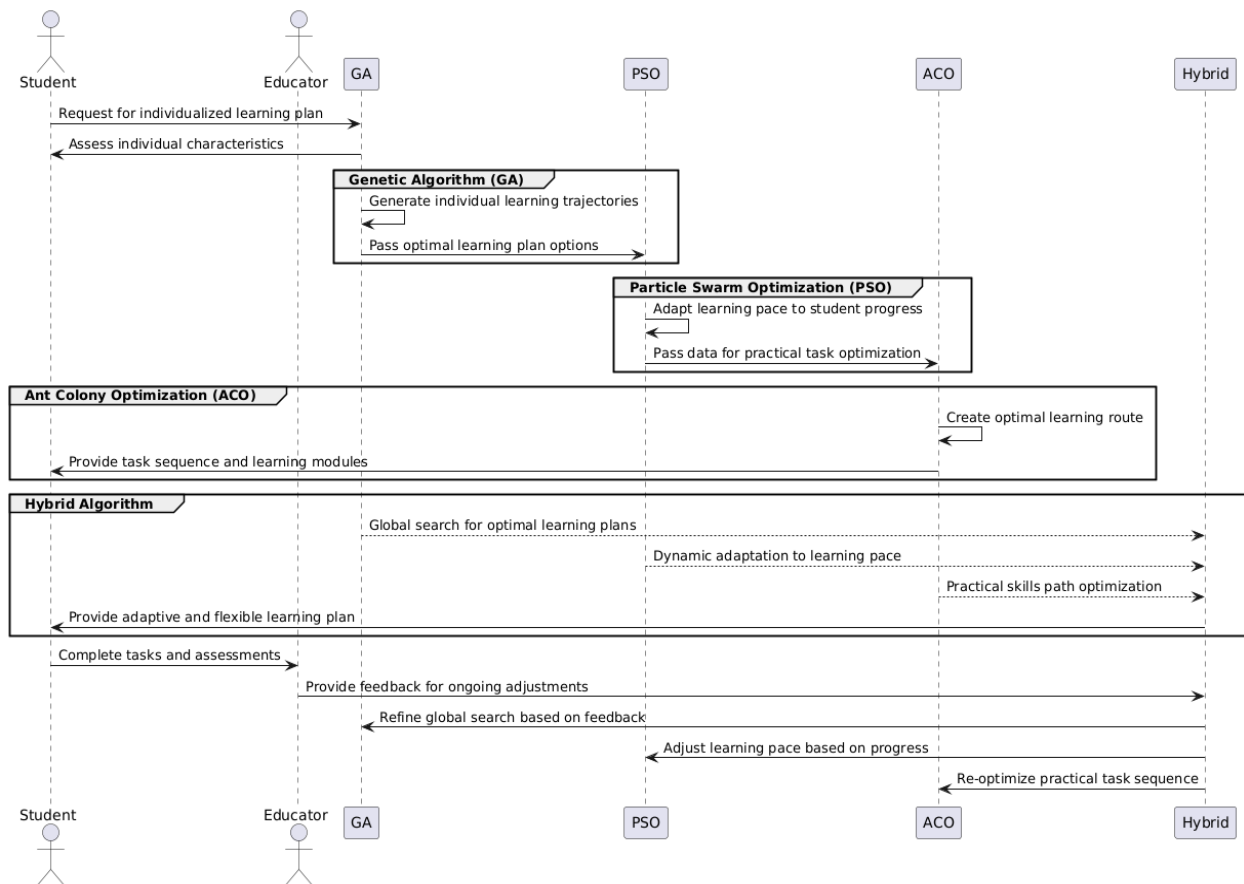 Student
Educator
GA
PSO
ACO
Hybrid
Request for individualized learning plan
Assess individual characteristics
Genetic Algorithm (GA)
Generate individual learning trajectories
Pass optimal learning plan options
Particle Swarm Optimization (PSO)
Adapt learning pace to student progress
Pass data for practical task optimization
Ant Colony Optimization (ACO)
Create optimal learning route
Provide task sequence and learning modules
Hybrid Algorithm
Global search for optimal learning plans
Dynamic adaptation to learning pace
Practical skills path optimization
Provide adaptive and flexible learning plan
Complete tasks and assessments
Provide feedback for ongoing adjustments
Refine global search based on feedback
Adjust learning pace based on progress
Re-optimize practical task sequence
Student
Educator
GA
PSO
ACO
Hybrid